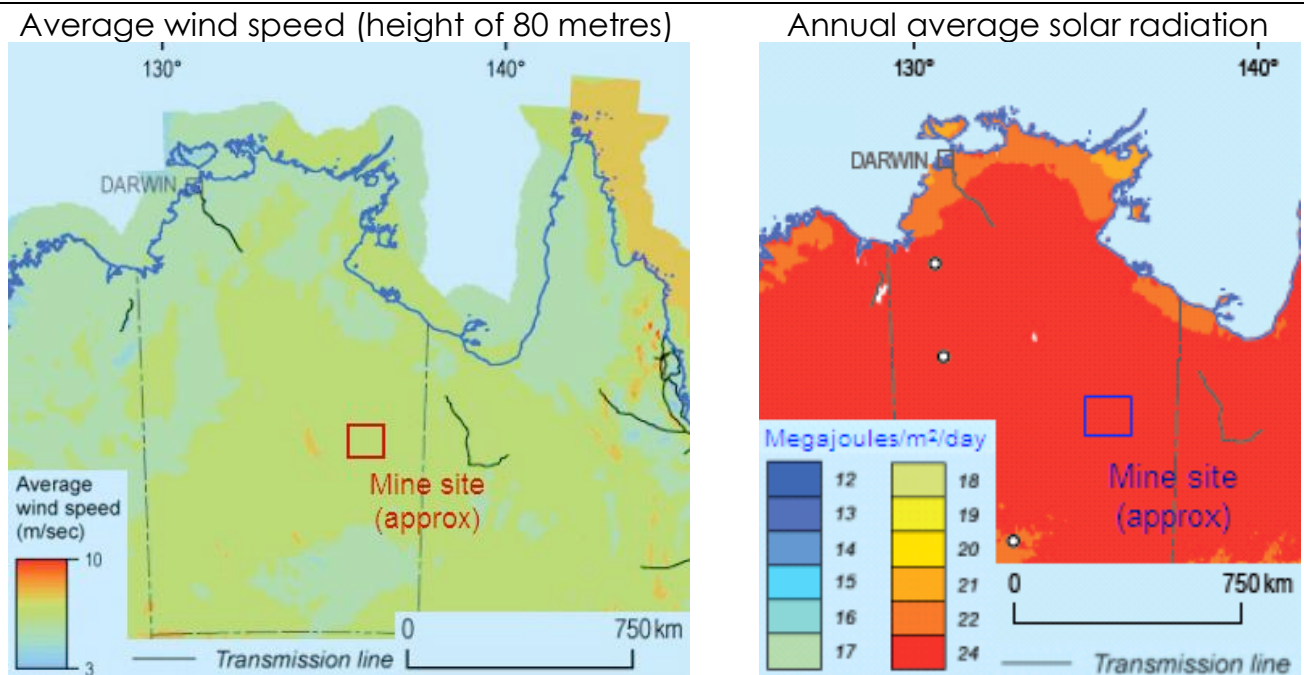 Average wind speed (height of 80 metres)
130°
140°
DARWIN
Mine site
(approx)
Average
wind speed
(m/sec)
10
3
0
750 km
Transmission line
Annual average solar radiation
130°
140°
DARWIN
Megajoules/m²/day
12
13
14
15
16
17
18
19
20
21
22
24
Mine site
(approx)
0
750 km
Transmission line